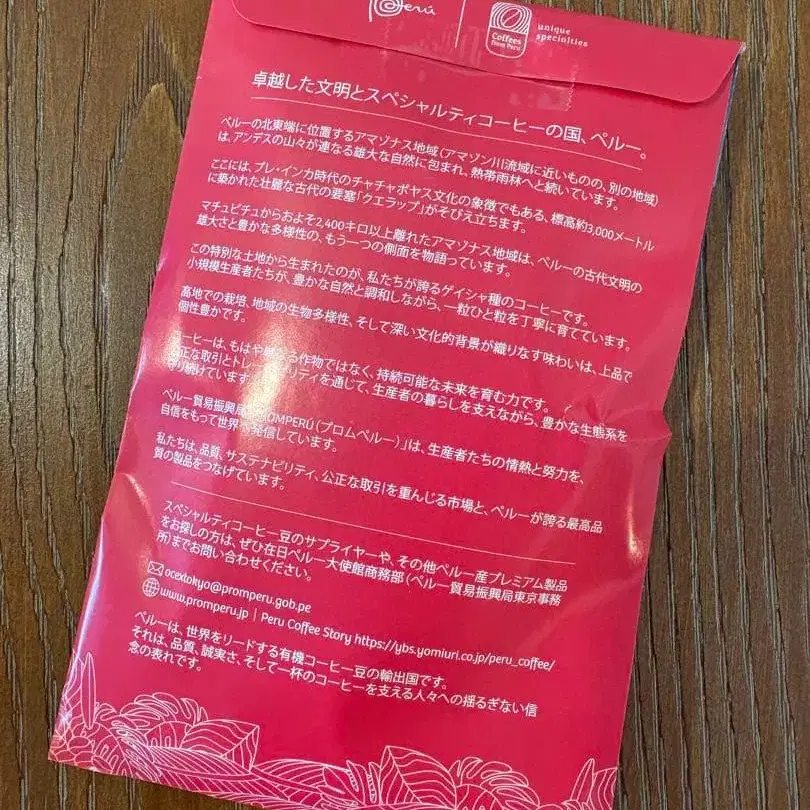 Perú
Coffees
from Peru
unique
specialties
卓越した文明とスペシャルティコーヒーの国、ペルー。
ペルーの北東端に位置するアマゾナス地域(アマゾン川流域に近いものの、別の地域)
は、アンデスの山々が連なる雄大な自然に包まれ、熱帯雨林へと続いています。
ここには、プレ・インカ時代のチャチャポヤス文化の象徴でもある、標高約3,000メートル
に築かれた壮麗な古代の要塞「クエラップ」がそびえ立ちます。
マチュピチュからおよそ2,400キロ以上離れたアマゾナス地域は、ペルーの古代文明の
雄大さと豊かな多様性の、もう一つの側面を物語っています。
この特別な土地から生まれたのが、私たちが誇るゲイシャ種のコーヒーです。
小規模生産者たちが、豊かな自然と調和しながら、一粒ひと粒を丁寧に育てています。
高地での栽培、地域の生物多様性、そして深い文化的背景が織りなす味わいは、上品で
個性豊かです。
ーヒーは、もはや なる作物ではなく、持続可能な未来を育む力です。
正な取引とトレー ビリティを通じて、生産者の暮らしを支えながら、豊かな生態系を
守り続けています
ペルー貿易振興局 PROMPERÚ(プロムペルー)」は、生産者たちの情熱と努力を、
自信をもって世界 発信しています。
私たちは、品質、サステナビリティ、公正な取引を重んじる市場と、ペルーが誇る最高品
質の製品をつなげています。
スペシャルティコーヒー豆のサプライヤーや、その他ペルー産プレミアム製品
をお探しの方は、ぜひ在日ペルー大使館商務部(ペルー貿易振興局東京事務
所)までお問い合わせください。
ocextokyo@promperu.gob.pe
www.promperu.jp | Peru Coffee Story https://ybs.yomiuri.co.jp/peru_coffee/
ペルーは、世界をリードする有機コーヒー豆の輸出国です。
それは、品質、誠実さ、そして一杯のコーヒーを支える人々への揺るぎない信
念の表れです。